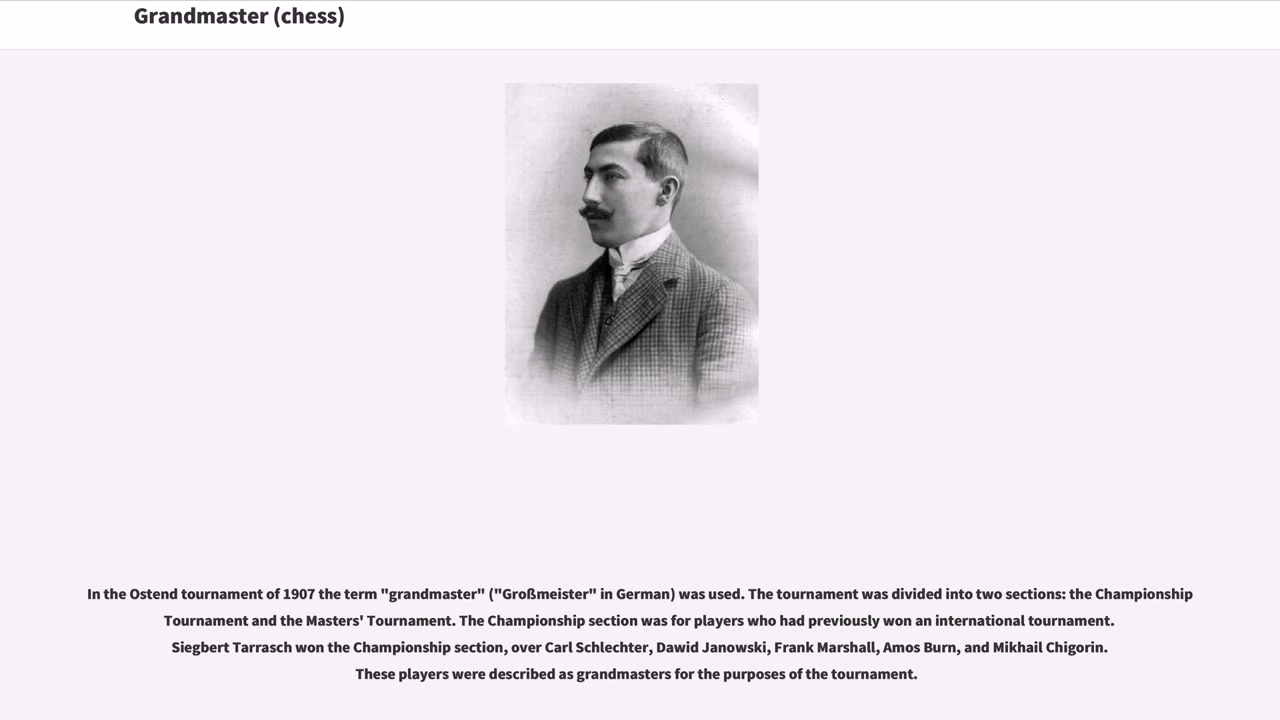 Grandmaster (chess)
In the Ostend tournament of 1907 the term "grandmaster" ("Großmeister" in German) was used. The tournament was divided into two sections: the Championship
Tournament and the Masters' Tournament. The Championship section was for players who had previously won an international tournament.
Siegbert Tarrasch won the Championship section, over Carl Schlechter, Dawid Janowski, Frank Marshall, Amos Burn, and Mikhail Chigorin.
These players were described as grandmasters for the purposes of the tournament.